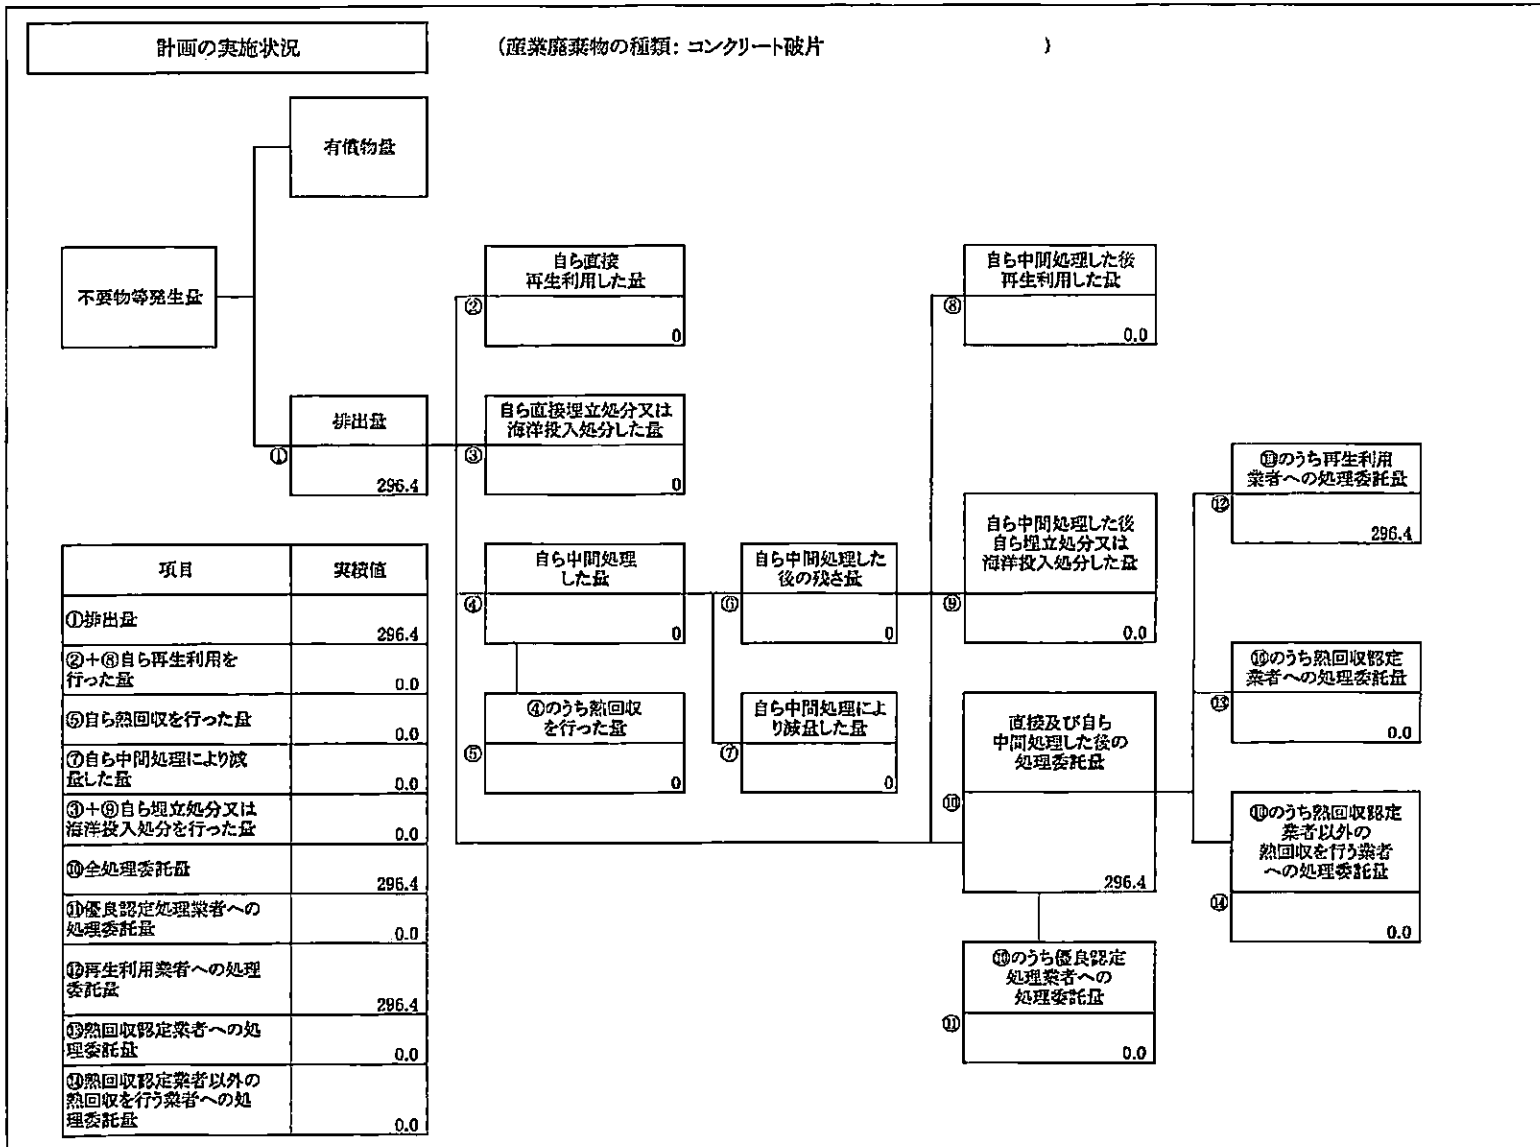 計画の実施状況
(産業廃棄物の種類: コンクリート破片 )
有償物量
不要物等発生量
排出量
①
296.4
自ら直接
再生利用した量
②
0
自ら直接埋立処分又は
海洋投入処分した量
③
0
自ら中間処理
した量
④
0
④のうち熱回収
を行った量
⑤
0
自ら中間処理した
後の残さ量
⑥
0
自ら中間処理によ
り減量した量
⑦
0
自ら中間処理した後
再生利用した量
⑧
0.0
自ら中間処理した後
自ら埋立処分又は
海洋投入処分した量
⑨
0.0
直接及び自ら
中間処理した後の
処理委託量
⑩
296.4
⑩のうち優良認定
処理業者への
処理委託量
⑪
0.0
⑩のうち再生利用
業者への処理委託量
⑫
296.4
⑩のうち熱回収認定
業者への処理委託量
⑬
0.0
⑩のうち熱回収認定
業者以外の
熱回収を行う業者
への処理委託量
⑭
0.0
項目 実績値
①排出量
296.4
②+⑧自ら再生利用を
行った量
0.0
⑤自ら熱回収を行った量
0.0
⑦自ら中間処理により減
量した量
0.0
③+⑨自ら埋立処分又は
海洋投入処分を行った量
0.0
⑩全処理委託量
296.4
⑪優良認定処理業者への
処理委託量
0.0
⑫再生利用業者への処理
委託量
296.4
⑬熱回収認定業者への処
理委託量
0.0
⑭熱回収認定業者以外の
熱回収を行う業者への処
理委託量
0.0